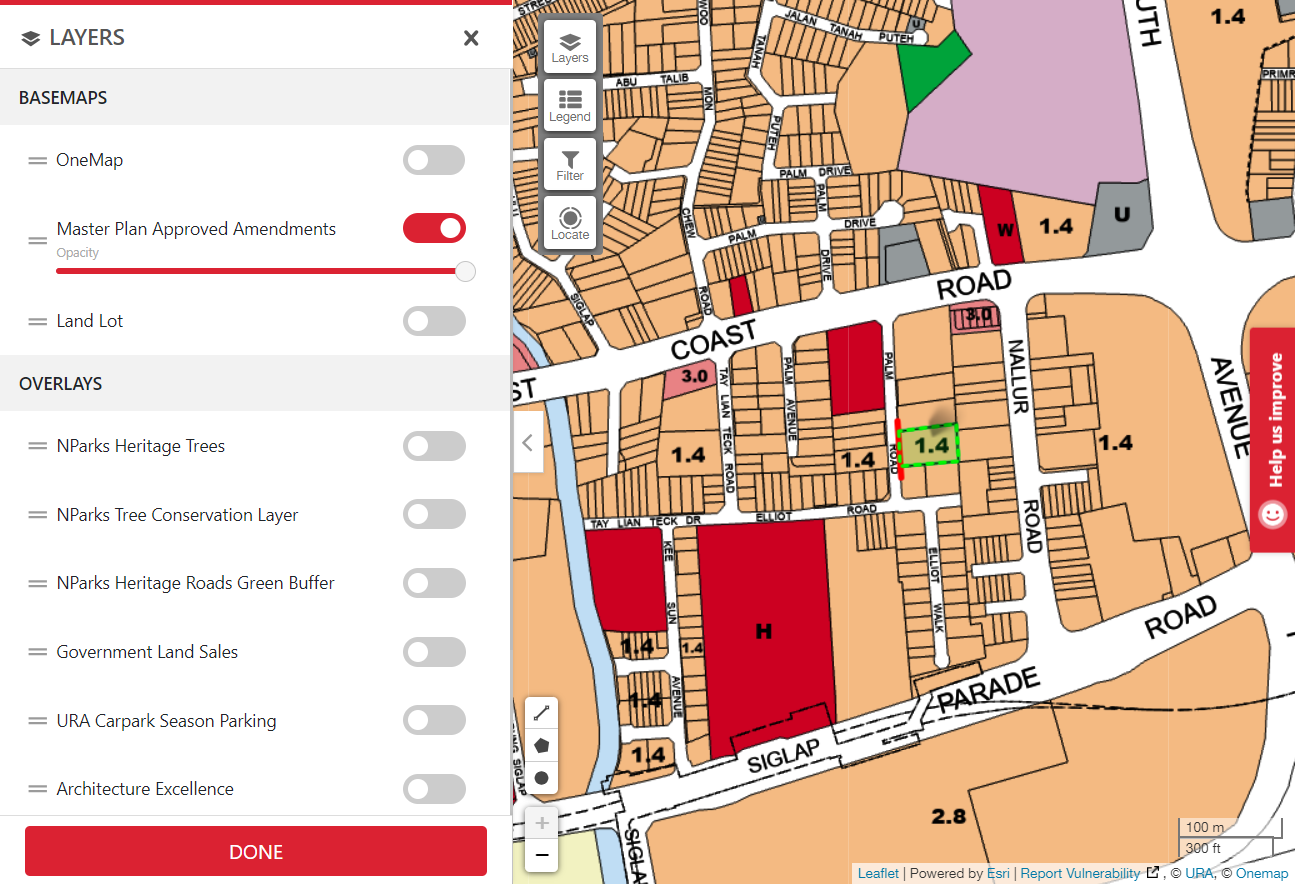 LAYERS
BASEMAPS
OneMap
Master Plan Approved Amendments
Opacity
Land Lot
OVERLAYS
NParks Heritage Trees
NParks Tree Conservation Layer
NParks Heritage Roads Green Buffer
Government Land Sales
URA Carpark Season Parking
Architecture Excellence
DONE
Layers
Legend
Filter
Locate
JALAN TANAH PUTEH
U
1.4
ABU TALIB
TANAH
PUTEH
MON
CHEW
ROAD
PALM DRIVE
PALM DRIVE
PALM
DRIVE
SIGLAP
W
1.4
U
COAST ROAD
3.0
3.0
TAY LIAN TECK ROAD
PALM AVENUE
PALM
ROAD
NALLUR
ROAD
AVENUE
1.4
1.4
1.4
1.4
TAY LIAN TECK DR
ELLIOT ROAD
KEE
SUN
AVENUE
ELLIOT
WALK
H
1.4
1.4
1.4
1.4
SIGLAP PARADE ROAD
2.8
Help us improve
+
−
100 m
300 ft
Leaflet | Powered by Esri | Report Vulnerability , © URA, © Onemap